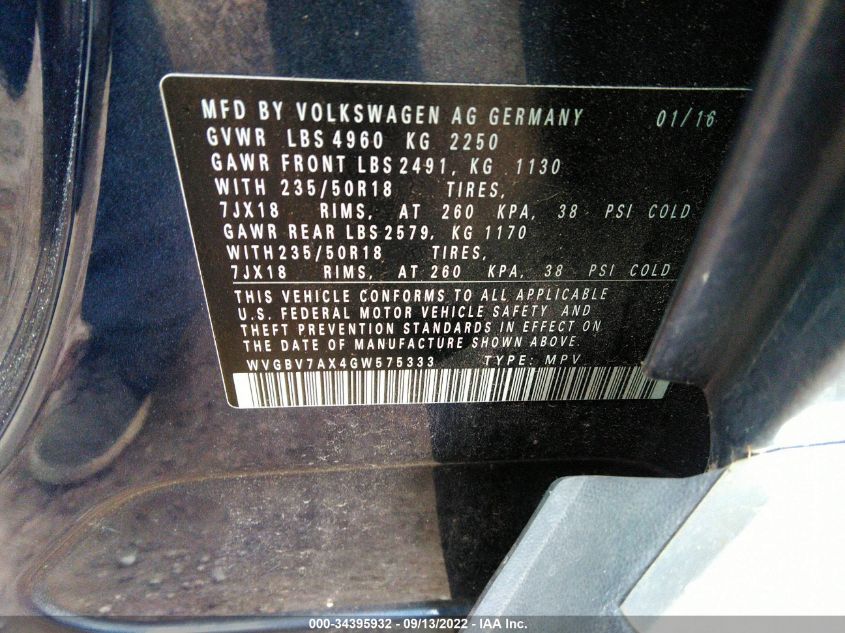 MFD BY VOLKSWAGEN AG GERMANY 01/16
GVWR LBS 4960 KG 2250
GAWR FRONT LBS 2491, KG 1130
WITH 235/50R18 TIRES,
7JX18 RIMS, AT 260 KPA, 38 PSI COLD
GAWR REAR LBS 2579, KG 1170
WITH235/50R18 TIRES,
7JX18 RIMS, AT 260 KPA, 38 PSI COLD
THIS VEHICLE CONFORMS TO ALL APPLICABLE
U.S. FEDERAL MOTOR VEHICLE SAFETY AND
THEFT PREVENTION STANDARDS IN EFFECT ON
THE DATE OF MANUFACTURE SHOWN ABOVE.
WVGBV7AX4GW575333 TYPE: MPV
000-34395932 - 09/13/2022 - IAA Inc.